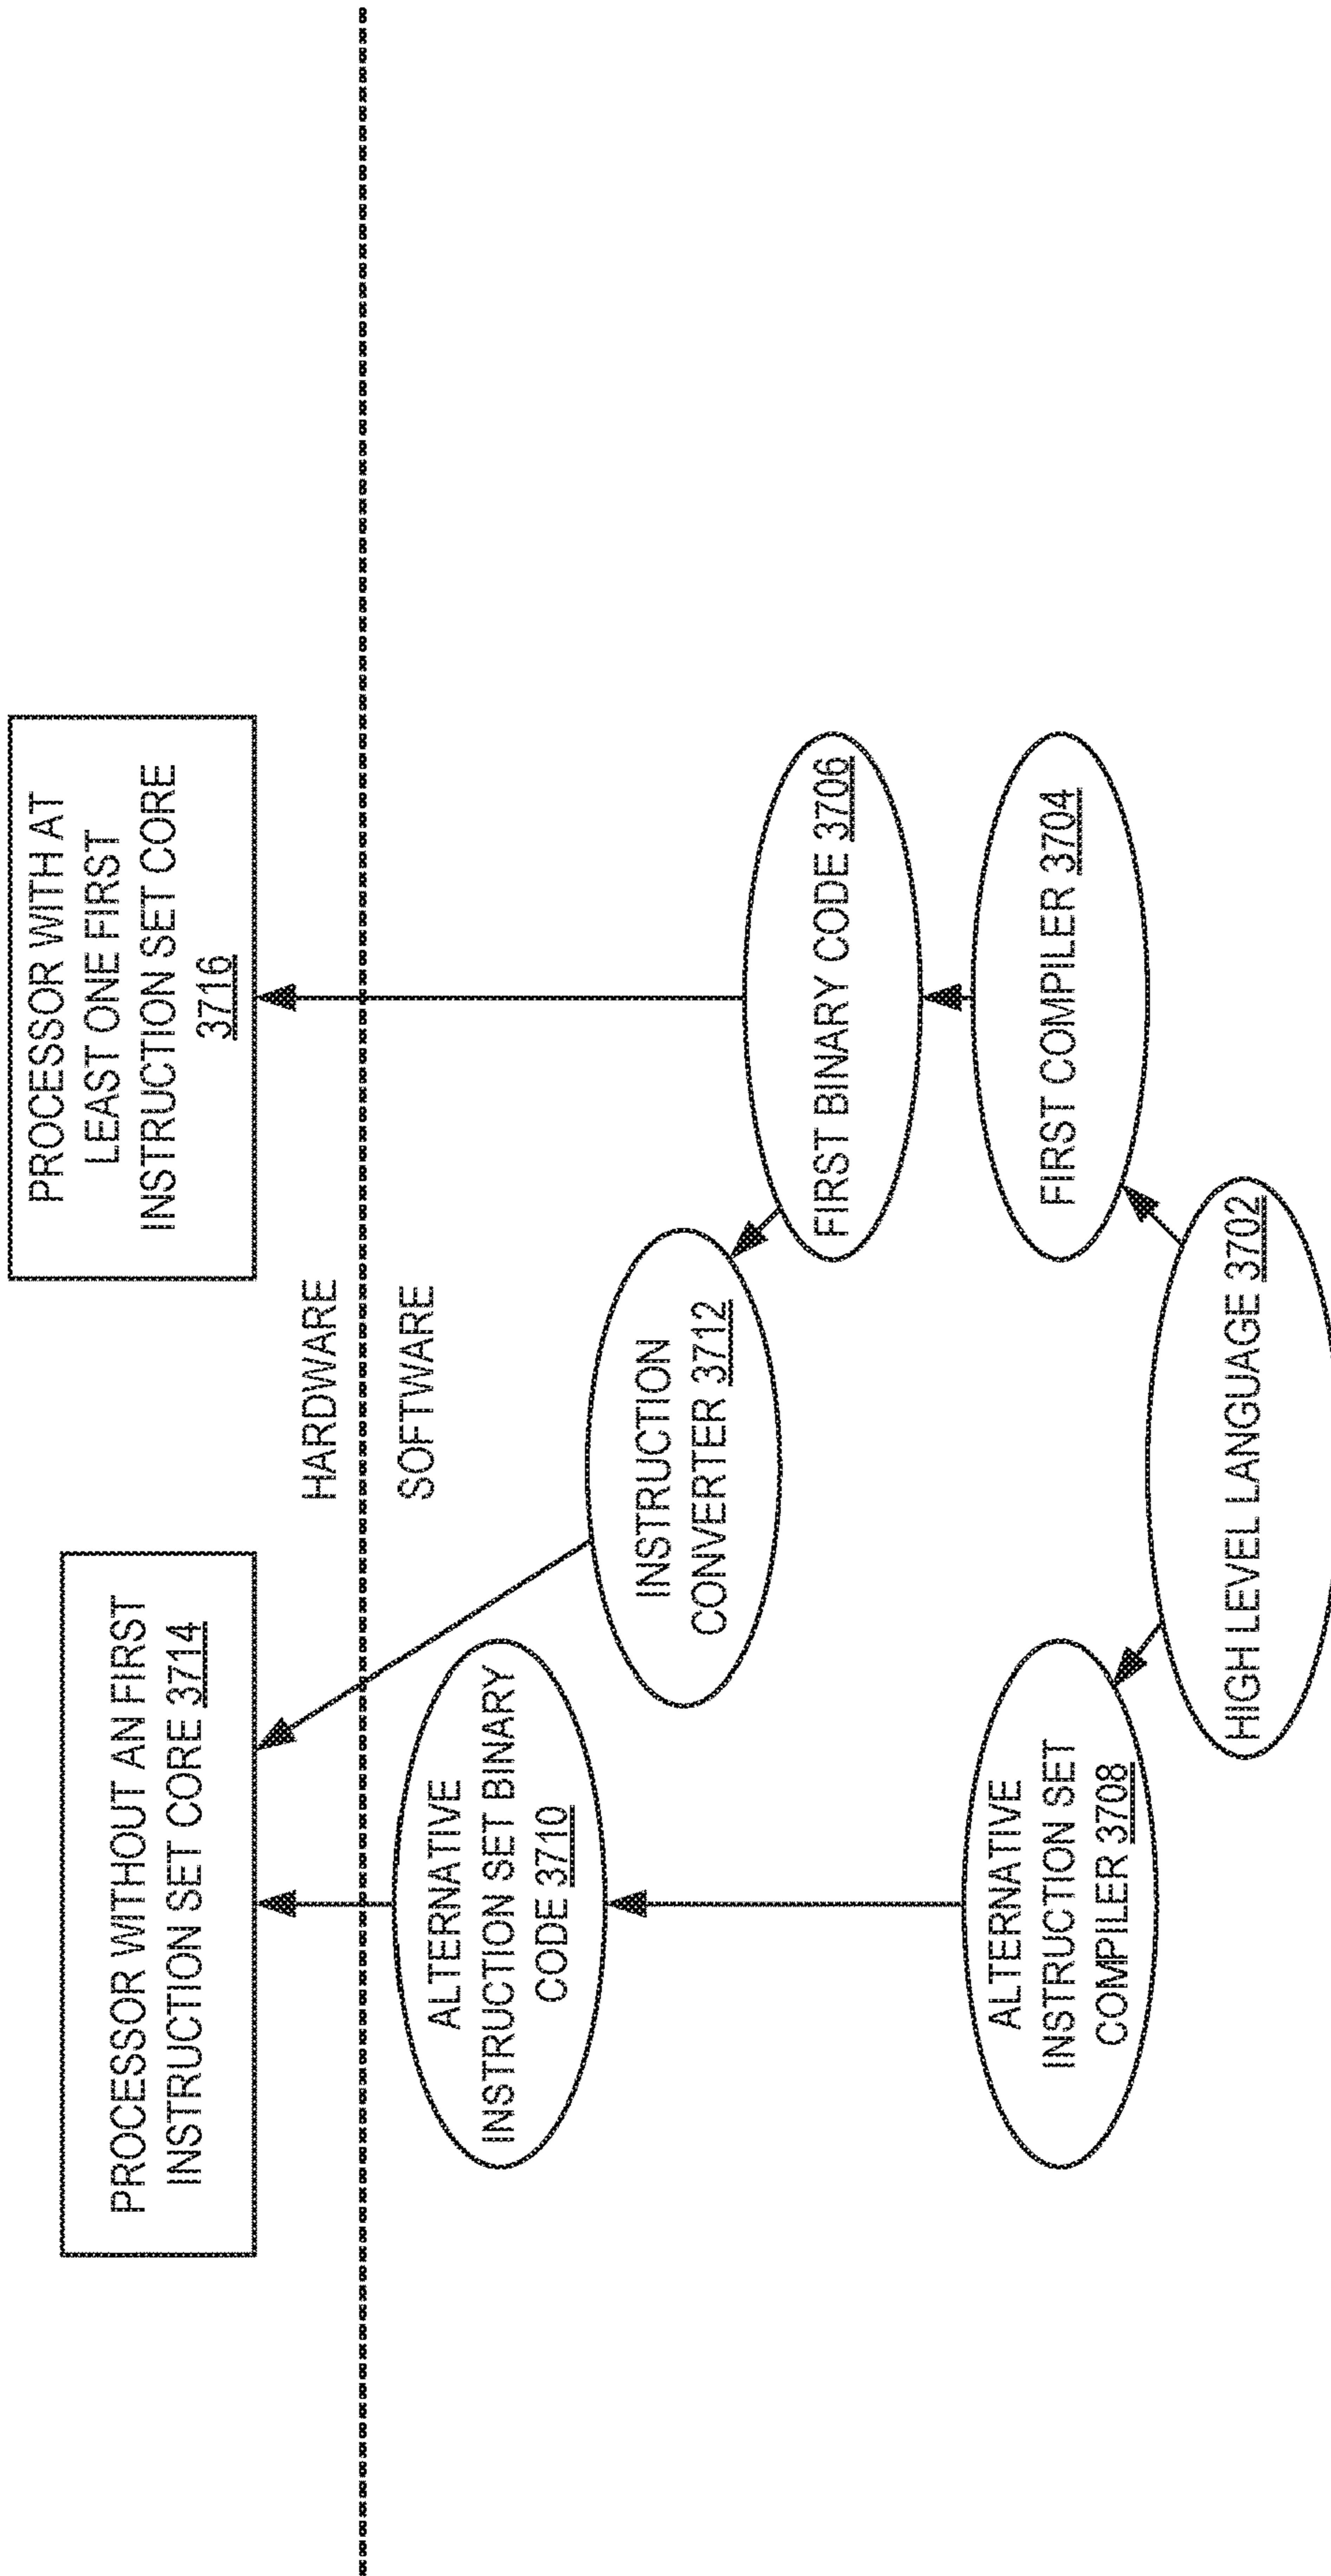 PROCESSOR WITHOUT AN FIRST
INSTRUCTION SET CORE 3714
PROCESSOR WITH AT
LEAST ONE FIRST
INSTRUCTION SET CORE
3716
HARDWARE
SOFTWARE
ALTERNATIVE
INSTRUCTION SET BINARY
CODE 3710
INSTRUCTION
CONVERTER 3712
FIRST BINARY CODE 3706
ALTERNATIVE
INSTRUCTION SET
COMPILER 3708
FIRST COMPILER 3704
HIGH LEVEL LANGUAGE 3702